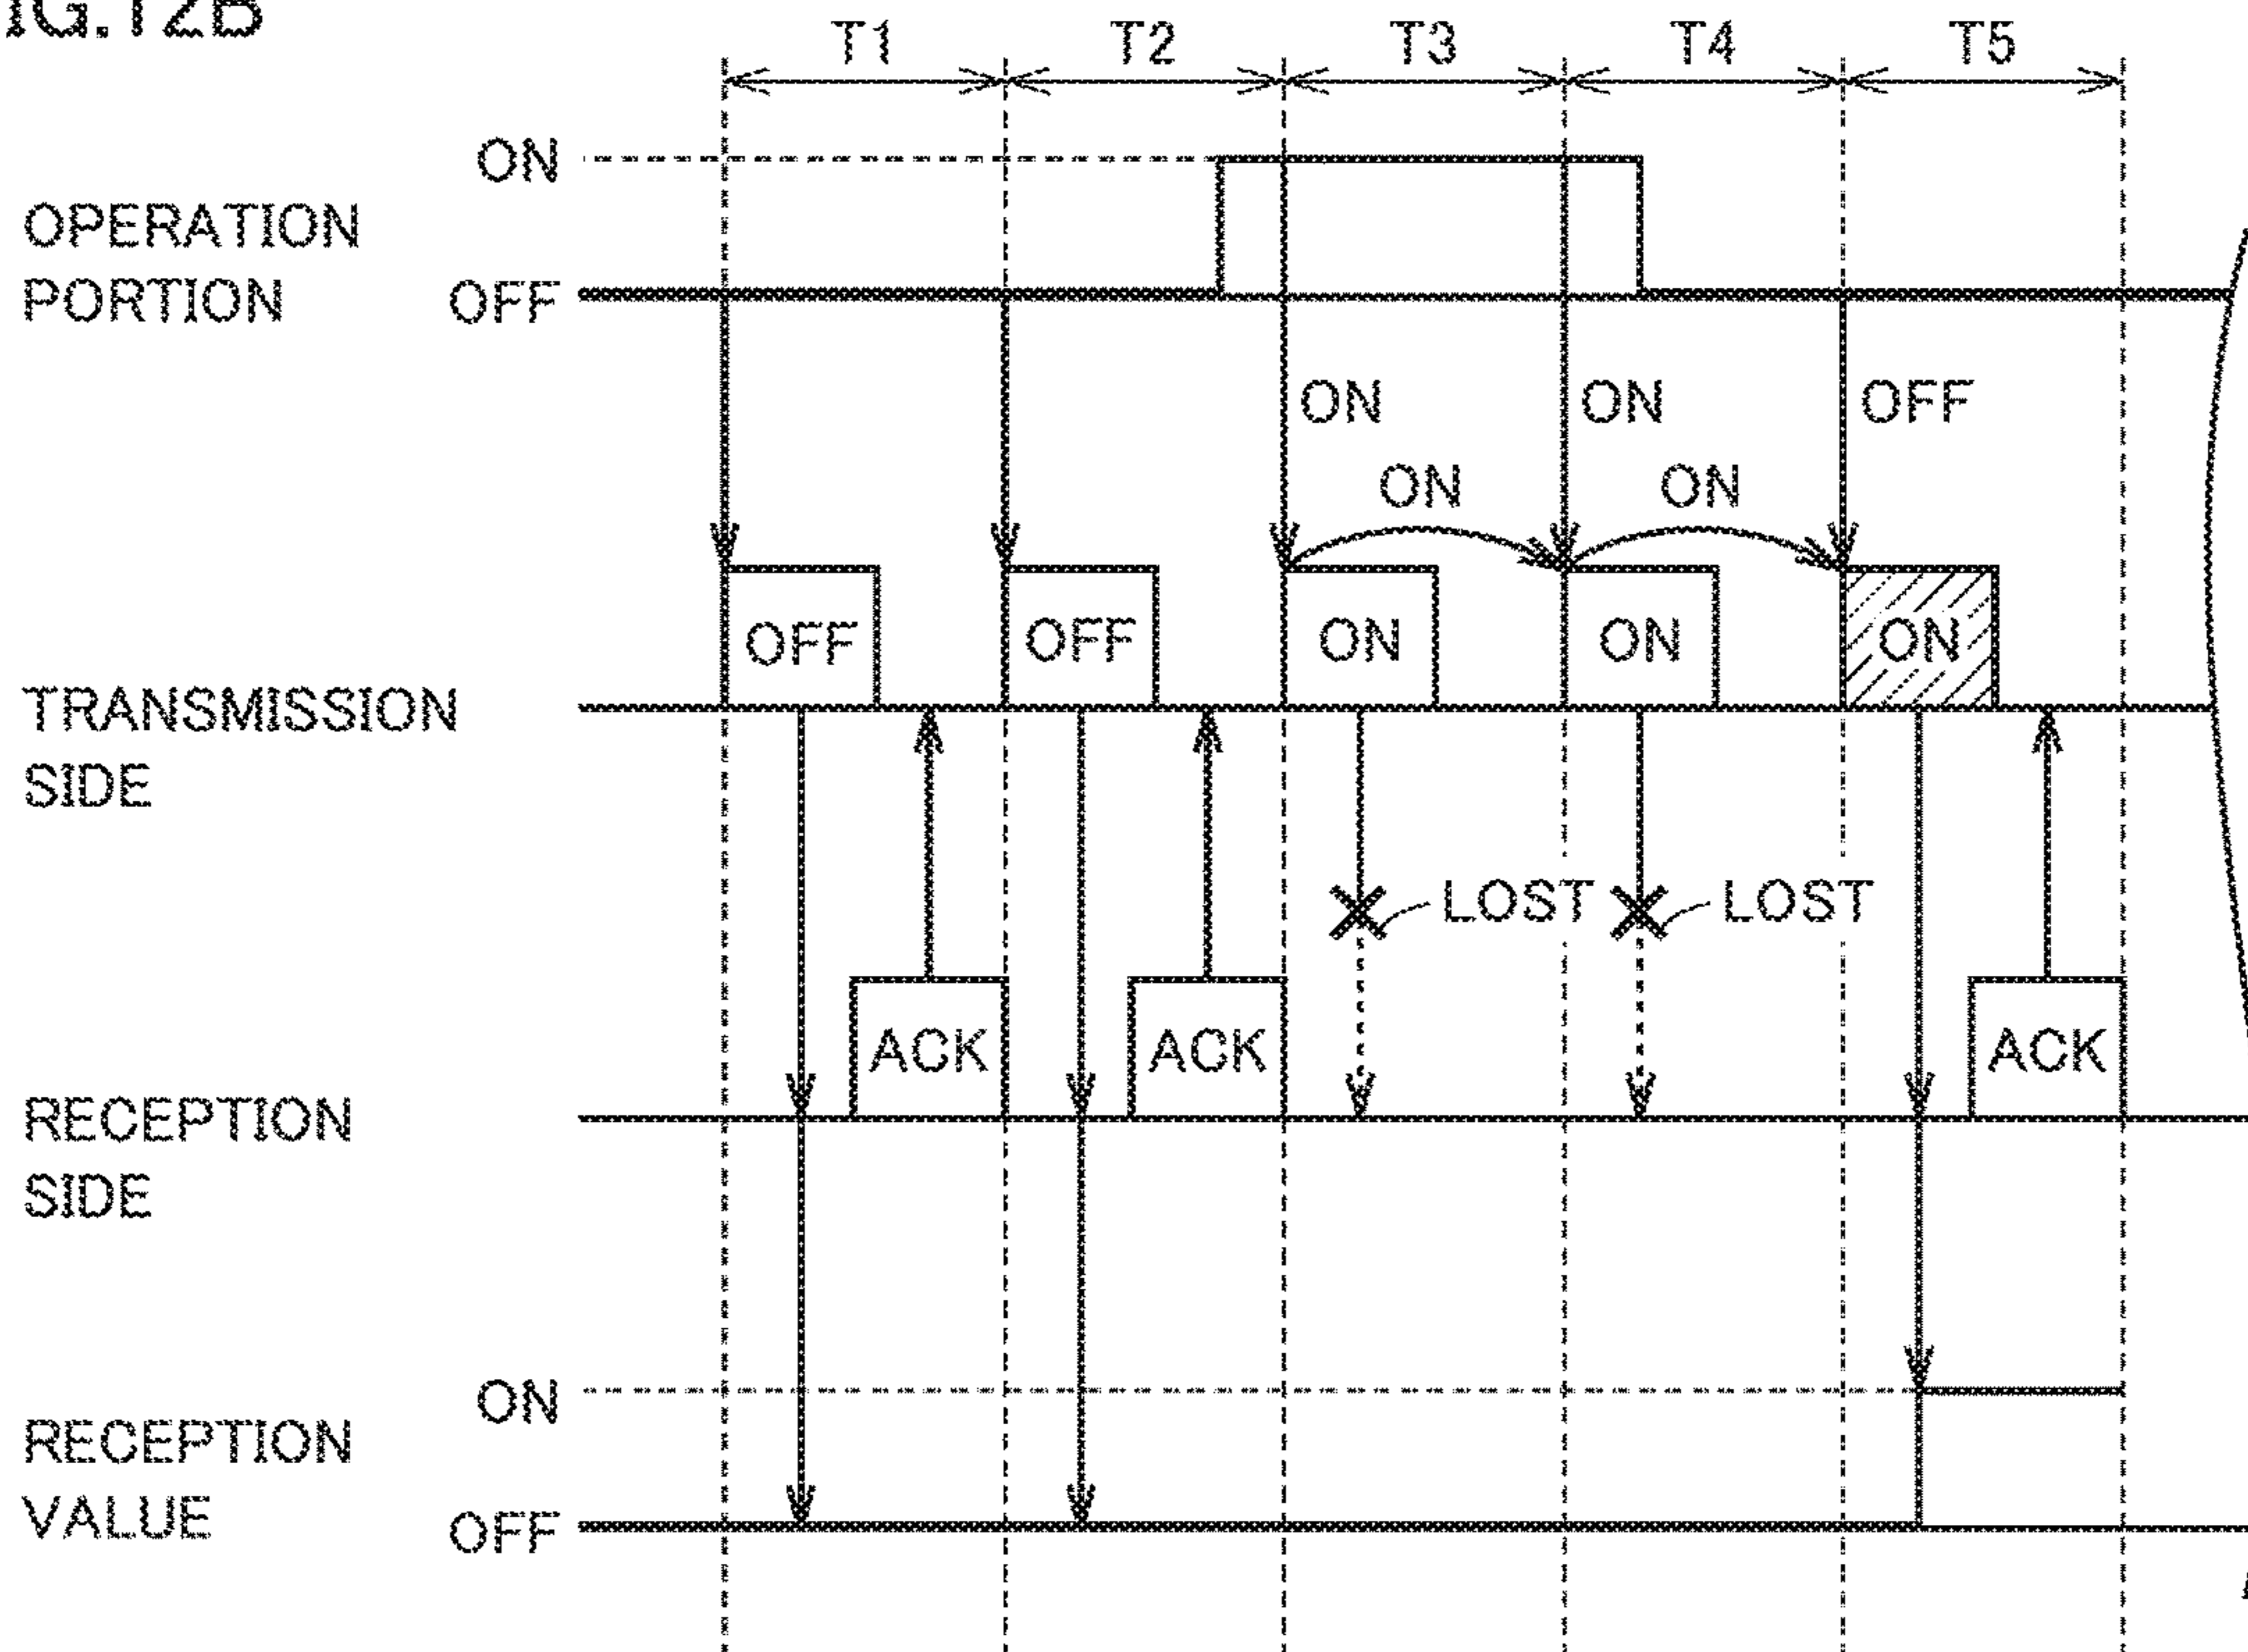 IG.12B
T1 T2 T3 T4 T5
ON
OPERATION
PORTION
OFF
ON ON OFF
ON ON
OFF OFF ON ON ON
TRANSMISSION
SIDE
LOST LOST
ACK ACK ACK
RECEPTION
SIDE
ON
RECEPTION
VALUE
OFF